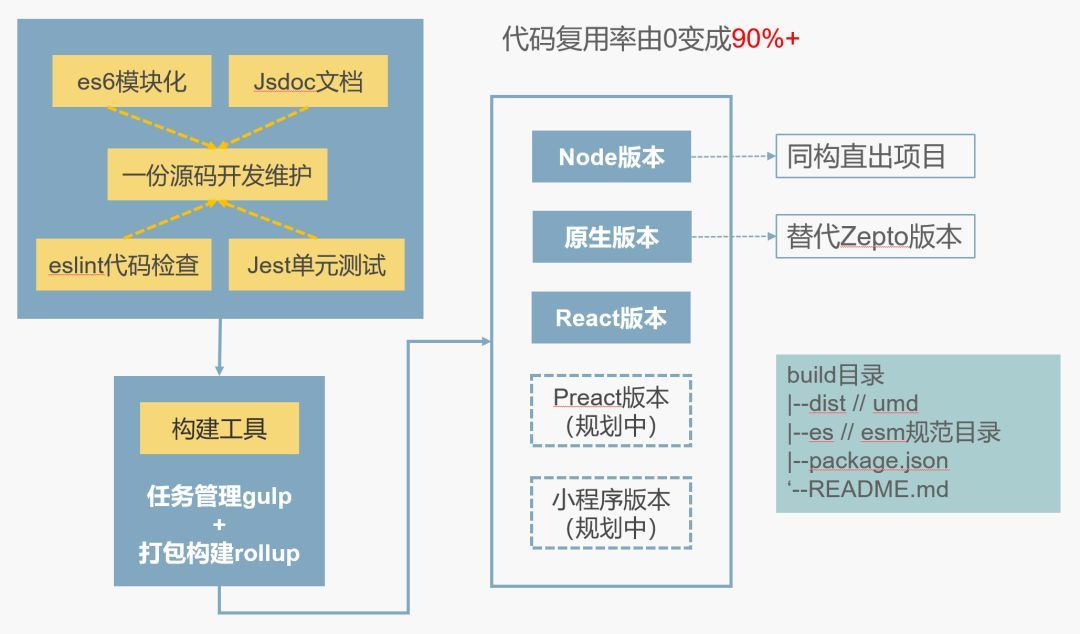 代码复用率由0变成90%+
es6模块化
Jsdoc文档
一份源码开发维护
eslint代码检查
Jest单元测试
构建工具
任务管理gulp
+
打包构建rollup
Node版本
同构直出项目
原生版本
替代Zepto版本
React版本
Preact版本
（规划中）
小程序版本
（规划中）
build目录
|--dist // umd
|--es // esm规范目录
|--package.json
‘--README.md